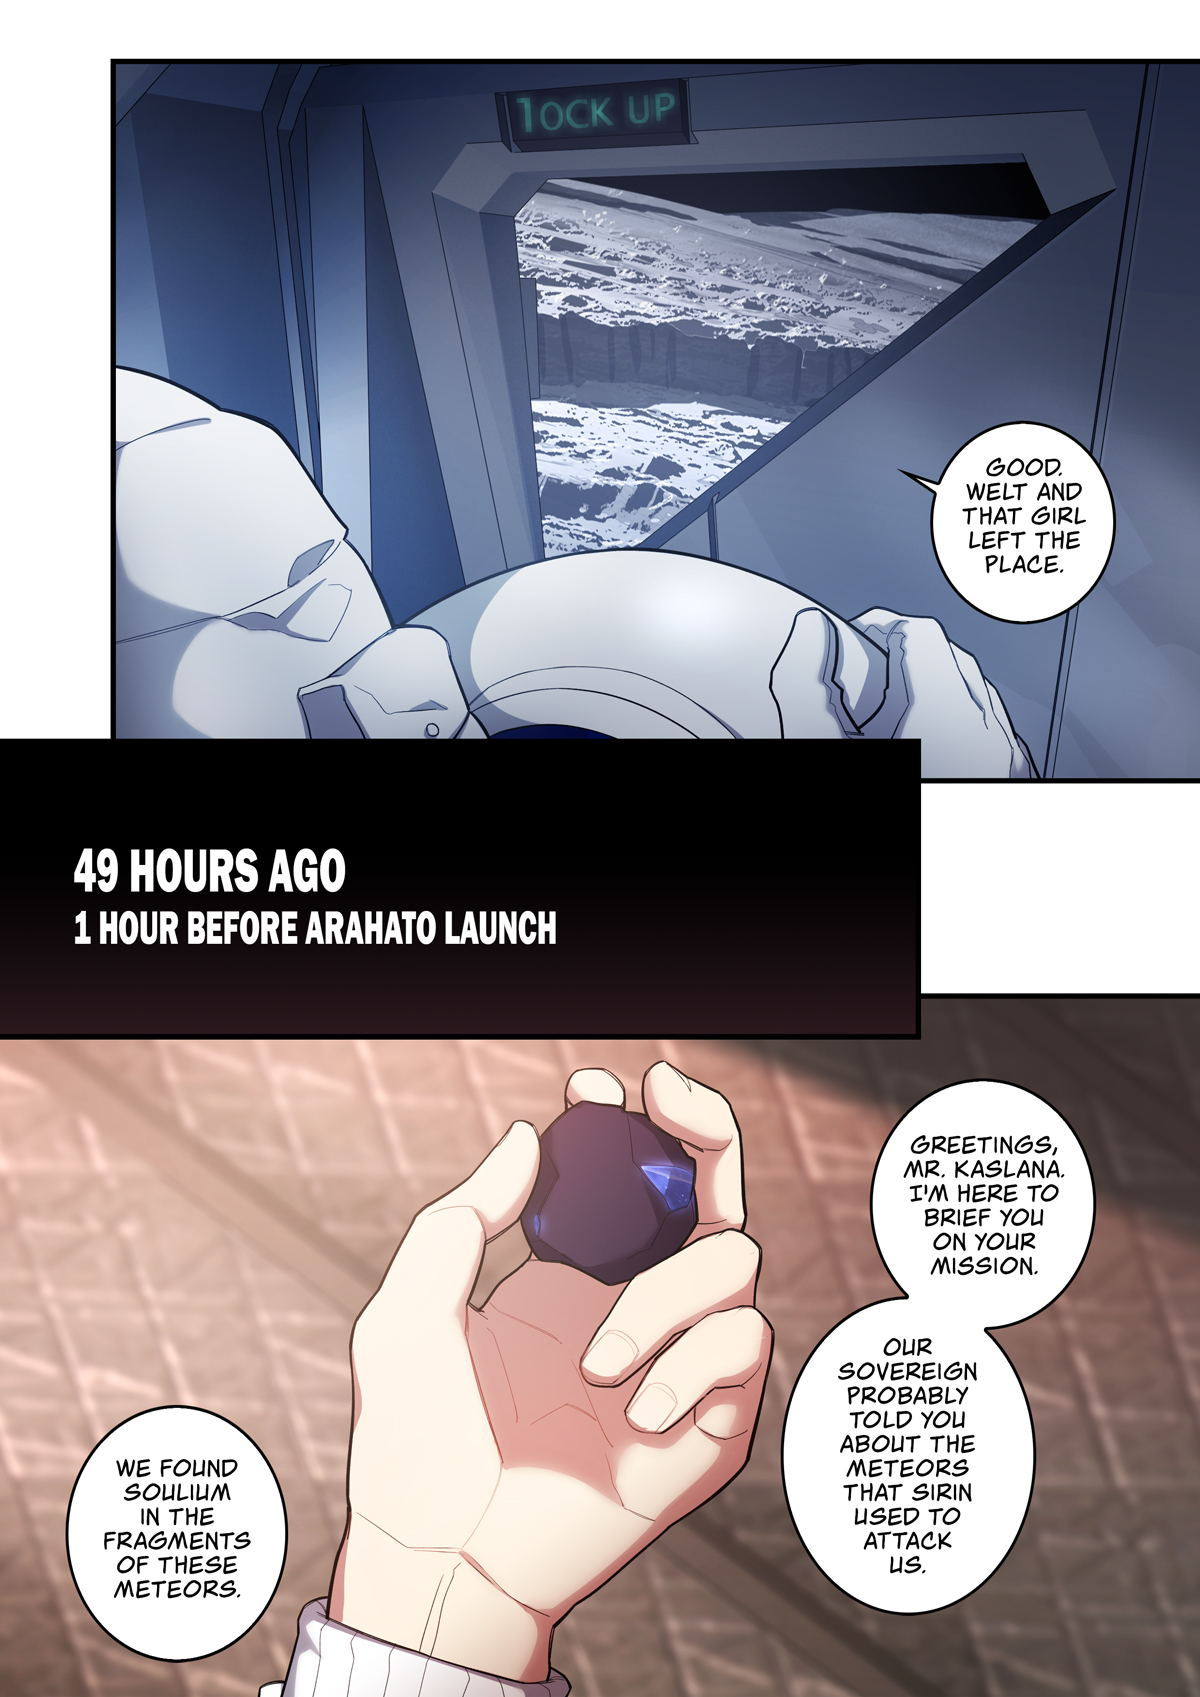 1OCK UP
GOOD.
WELT AND
THAT GIRL
LEFT THE
PLACE.
49 HOURS AGO
1 HOUR BEFORE ARAHATO LAUNCH
GREETINGS,
MR. KASLANA.
I'M HERE TO
BRIEF YOU
ON YOUR
MISSION.
OUR
SOVEREIGN
PROBABLY
TOLD YOU
ABOUT THE
METEORS
THAT SIRIN
USED TO
ATTACK
US.
WE FOUND
SOULIUM
IN THE
FRAGMENTS
OF THESE
METEORS.